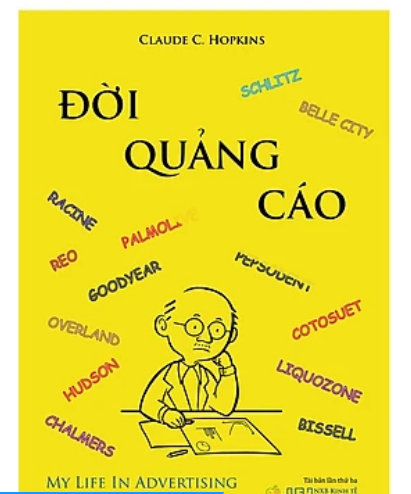 CLAUDE C. HOPKINS
SCHLITZ
BELLE CITY
ĐỜI
QUẢNG
CÁO
RACINE
REO
GOODYEAR
PEPSODENT
OVERLAND
COTOSUET
HUDSON
LIQUOZONE
CHALMERS
BISSELL
MY LIFE IN ADVERTISING
Tái bản lần thứ ba
NXB KINH TẾ